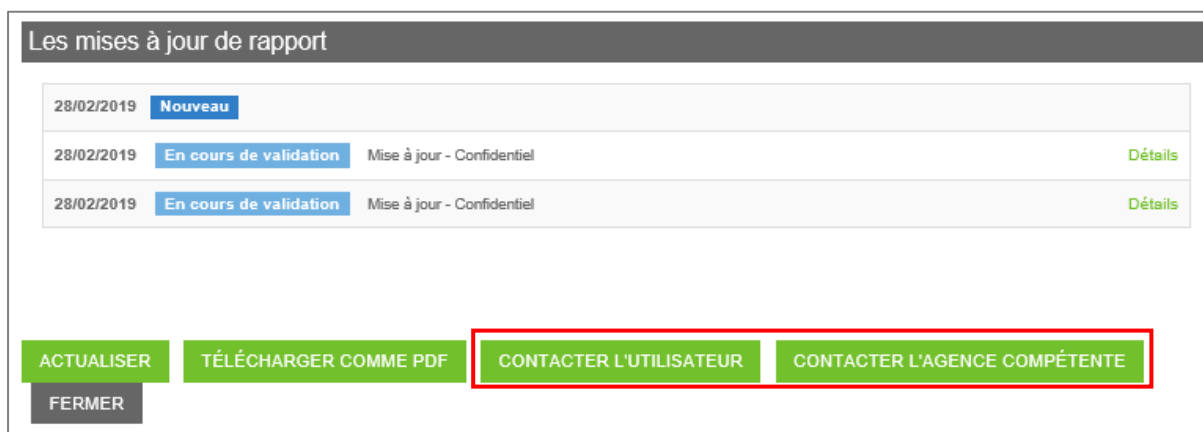 Les mises à jour de rapport
28/02/2019 Nouveau
28/02/2019 En cours de validation Mise à jour - Confidentiel Détails
28/02/2019 En cours de validation Mise à jour - Confidentiel Détails
ACTUALISER TÉLÉCHARGER COMME PDF CONTACTER L'UTILISATEUR CONTACTER L'AGENCE COMPÉTENTE
FERMER